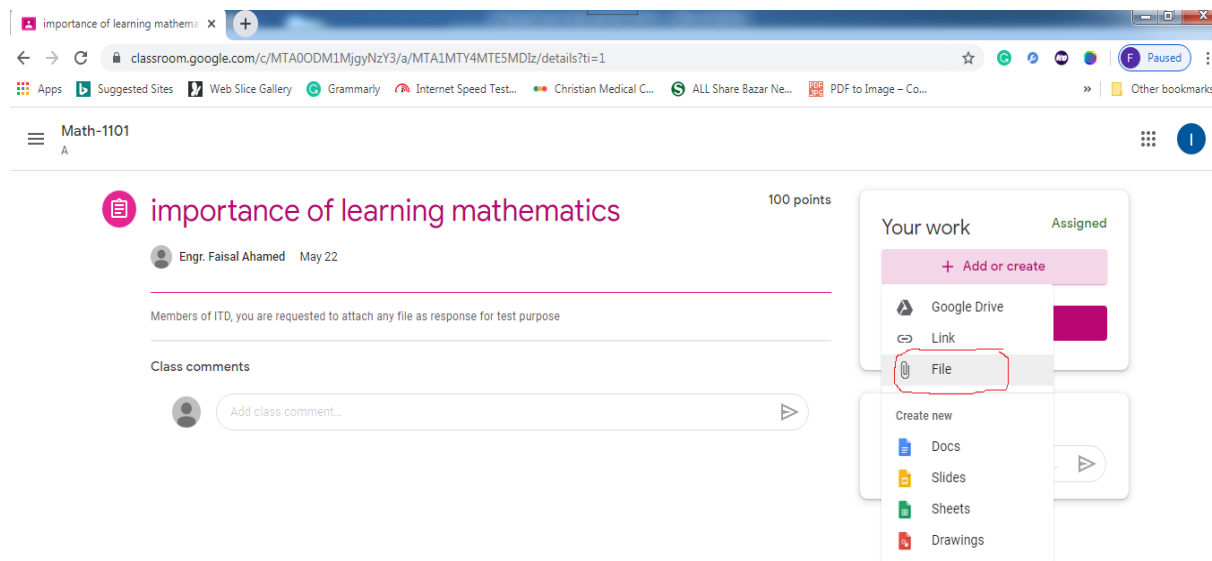 importance of learning mathema
classroom.google.com/c/MTA0ODM1MjgyNzY3/a/MTA1MTY4MTE5MDIz/details?ti=1
F Paused
Apps Suggested Sites Web Slice Gallery Grammarly Internet Speed Test... Christian Medical C... ALL Share Bazar Ne... PDF to Image – Co... » Other bookmarks
Math-1101
A
I
importance of learning mathematics
100 points
Engr. Faisal Ahamed May 22
Members of ITD, you are requested to attach any file as response for test purpose
Class comments
Add class comment...
Your work Assigned
+ Add or create
Google Drive
Link
File
Create new
Docs
Slides
Sheets
Drawings